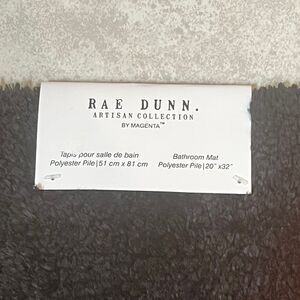 RAE DUNN.
ARTISAN COLLECTION
BY MAGENTA™
Tapis pour salle de bain
Polyester Pile|51 cm x 81 cm
Bathroom Mat
Polyester Pile|20" x32"